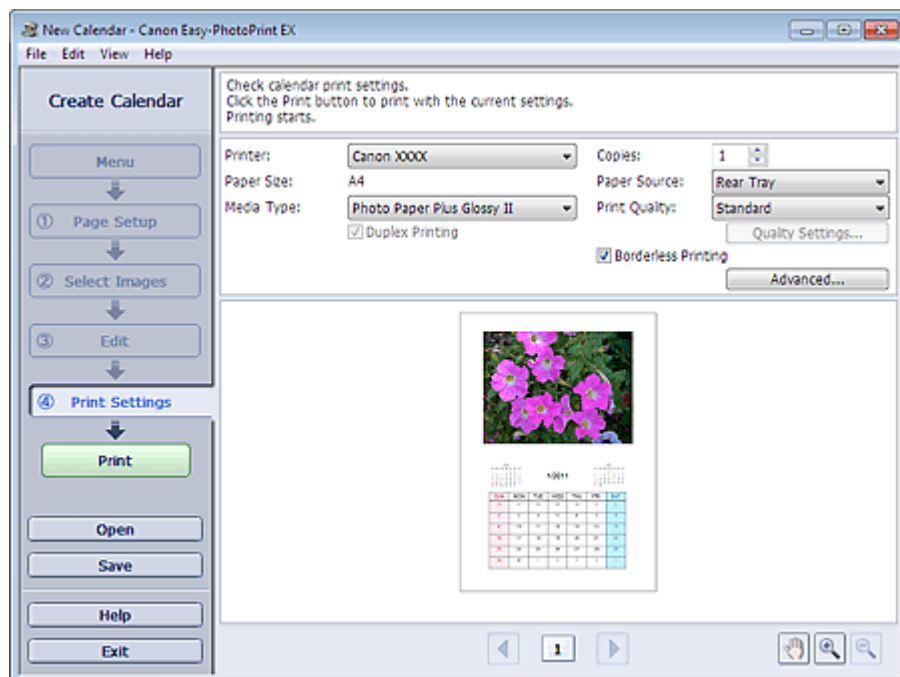 New Calendar - Canon Easy-PhotoPrint EX
File Edit View Help
Create Calendar
Menu
① Page Setup
② Select Images
③ Edit
④ Print Settings
Print
Open
Save
Help
Exit
Check calendar print settings.
Click the Print button to print with the current settings.
Printing starts.
Printer: Canon XXXX Copies: 1
Paper Size: A4 Paper Source: Rear Tray
Media Type: Photo Paper Plus Glossy II Print Quality: Standard
Duplex Printing Quality Settings...
Borderless Printing
Advanced...
1/2011
SUN MON TUE WED THU FRI SAT
1